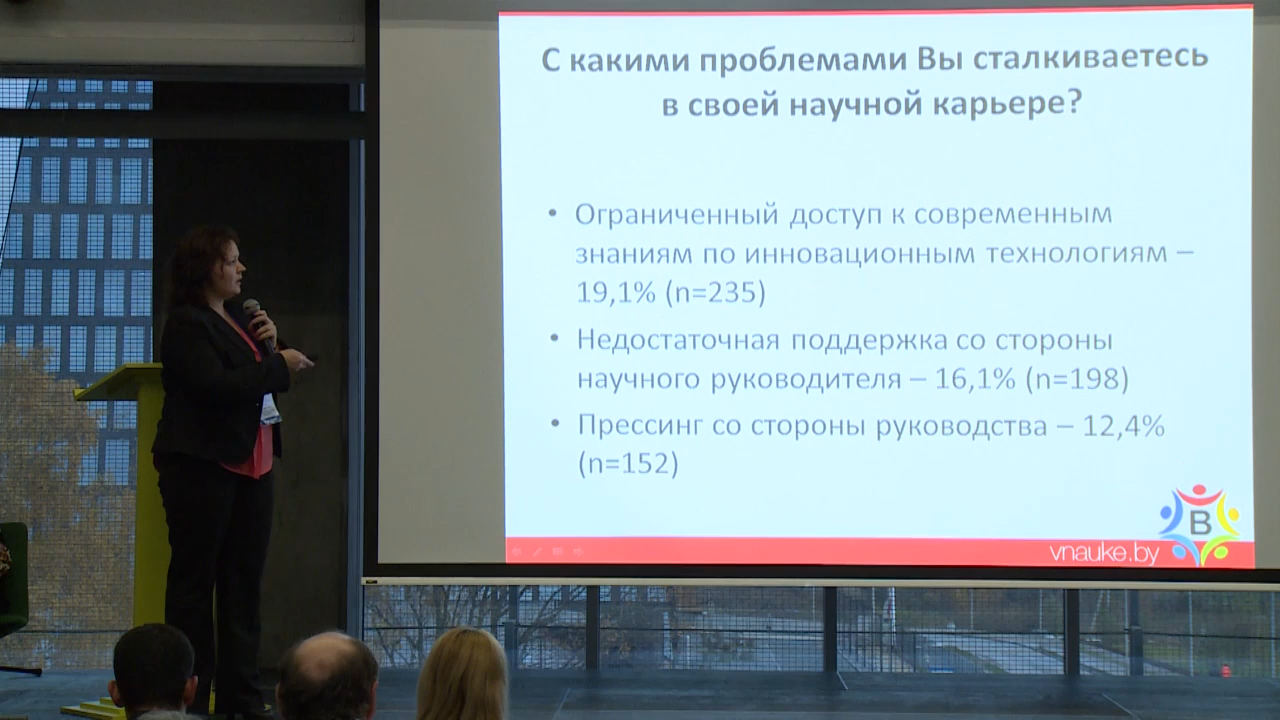 С какими проблемами Вы сталкиваетесь
в своей научной карьере?
• Ограниченный доступ к современным
знаниям по инновационным технологиям –
19,1% (n=235)
• Недостаточная поддержка со стороны
научного руководителя – 16,1% (n=198)
• Прессинг со стороны руководства – 12,4%
(n=152)
В
vnauke.by